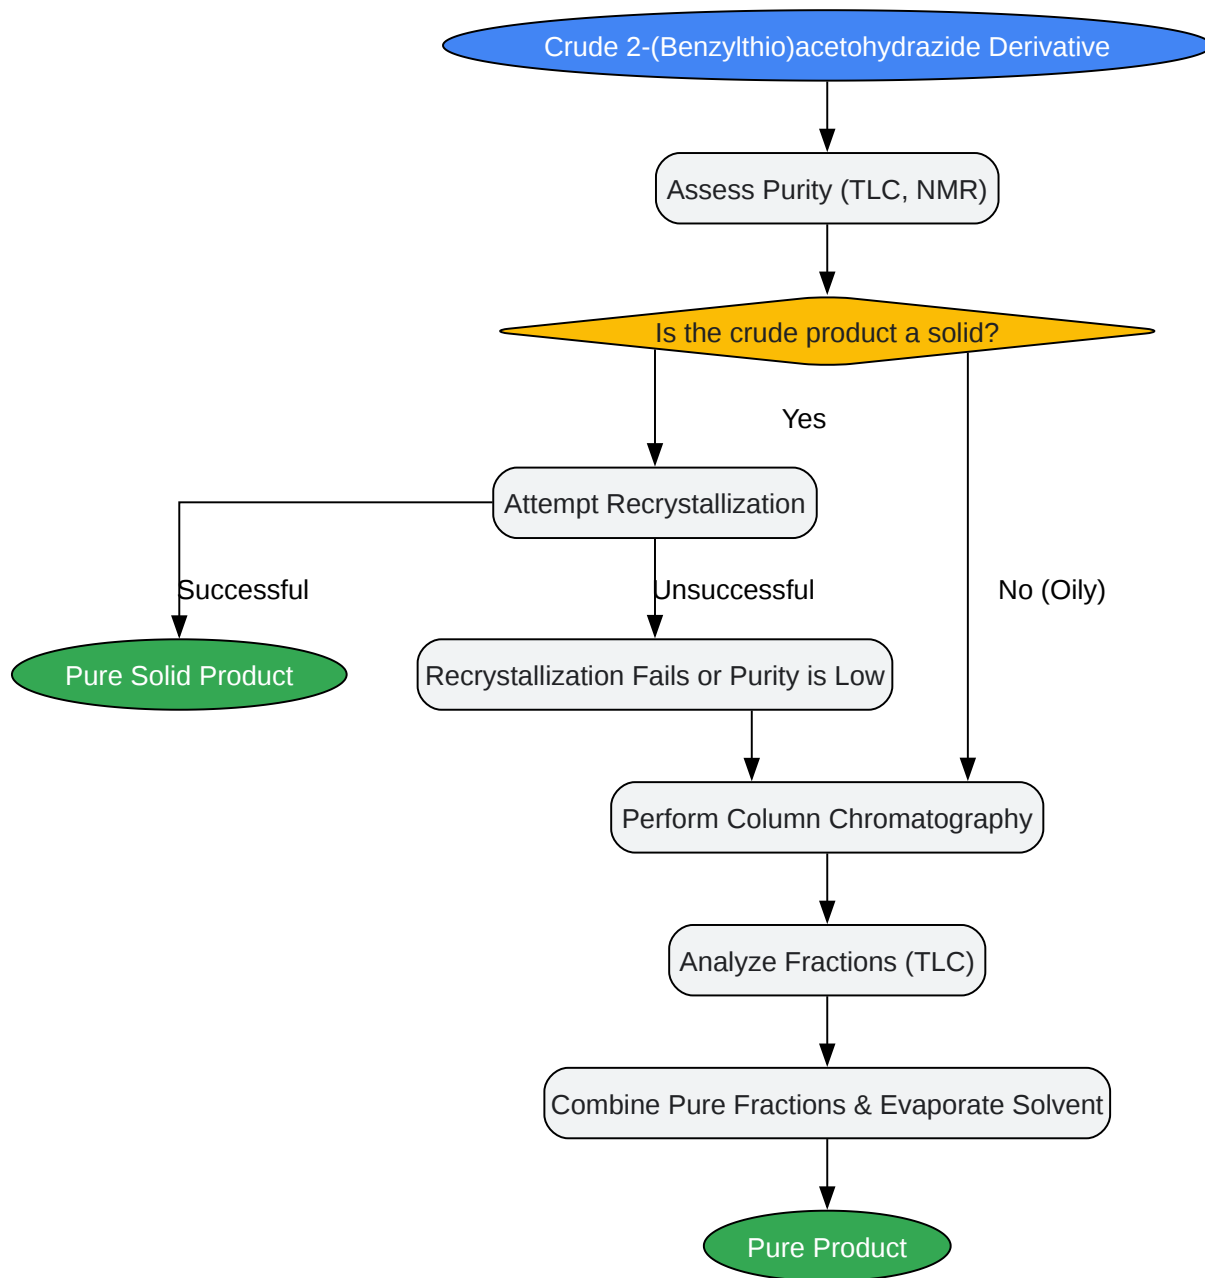 Crude 2-(Benzylthio)acetohydrazide Derivative
Assess Purity (TLC, NMR)
Is the crude product a solid?
Yes
Attempt Recrystallization
Successful
Unsuccessful
No (Oily)
Pure Solid Product
Recrystallization Fails or Purity is Low
Perform Column Chromatography
Analyze Fractions (TLC)
Combine Pure Fractions & Evaporate Solvent
Pure Product